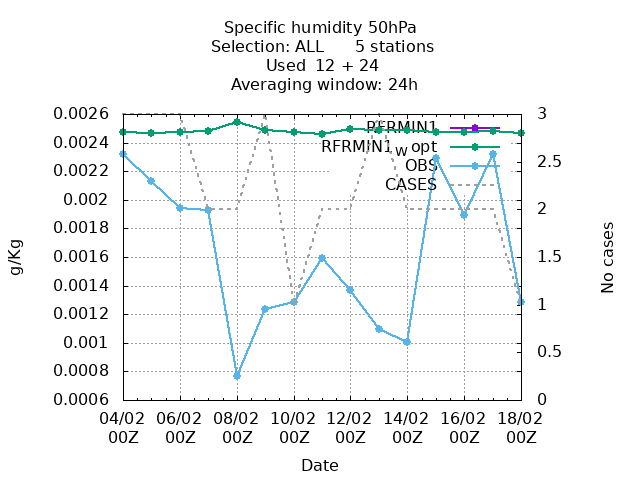 Specific humidity 50hPa
Selection: ALL 5 stations
Used 12 + 24
Averaging window: 24h
0.0026
0.0024
0.0022
0.002
0.0018
0.0016
0.0014
0.0012
0.001
0.0008
0.0006
g/Kg
3
2.5
2
1.5
1
0.5
0
No cases
RFRMIN1
RFRMIN1w opt
OBS
CASES
04/02 06/02 08/02 10/02 12/02 14/02 16/02 18/02
00Z 00Z 00Z 00Z 00Z 00Z 00Z 00Z
Date